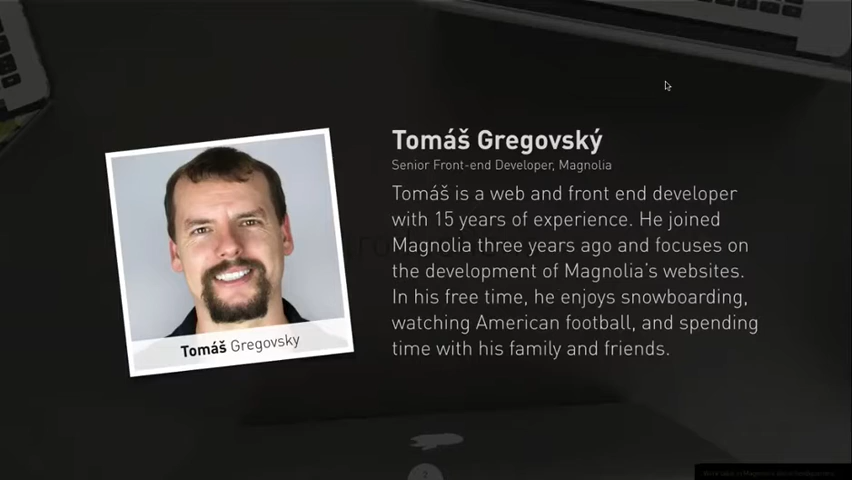 Tomáš Gregovský
Senior Front-end Developer, Magnolia
Tomáš is a web and front end developer
with 15 years of experience. He joined
Magnolia three years ago and focuses on
the development of Magnolia's websites.
In his free time, he enjoys snowboarding,
watching American football, and spending
time with his family and friends.
Tomáš Gregovsky
2